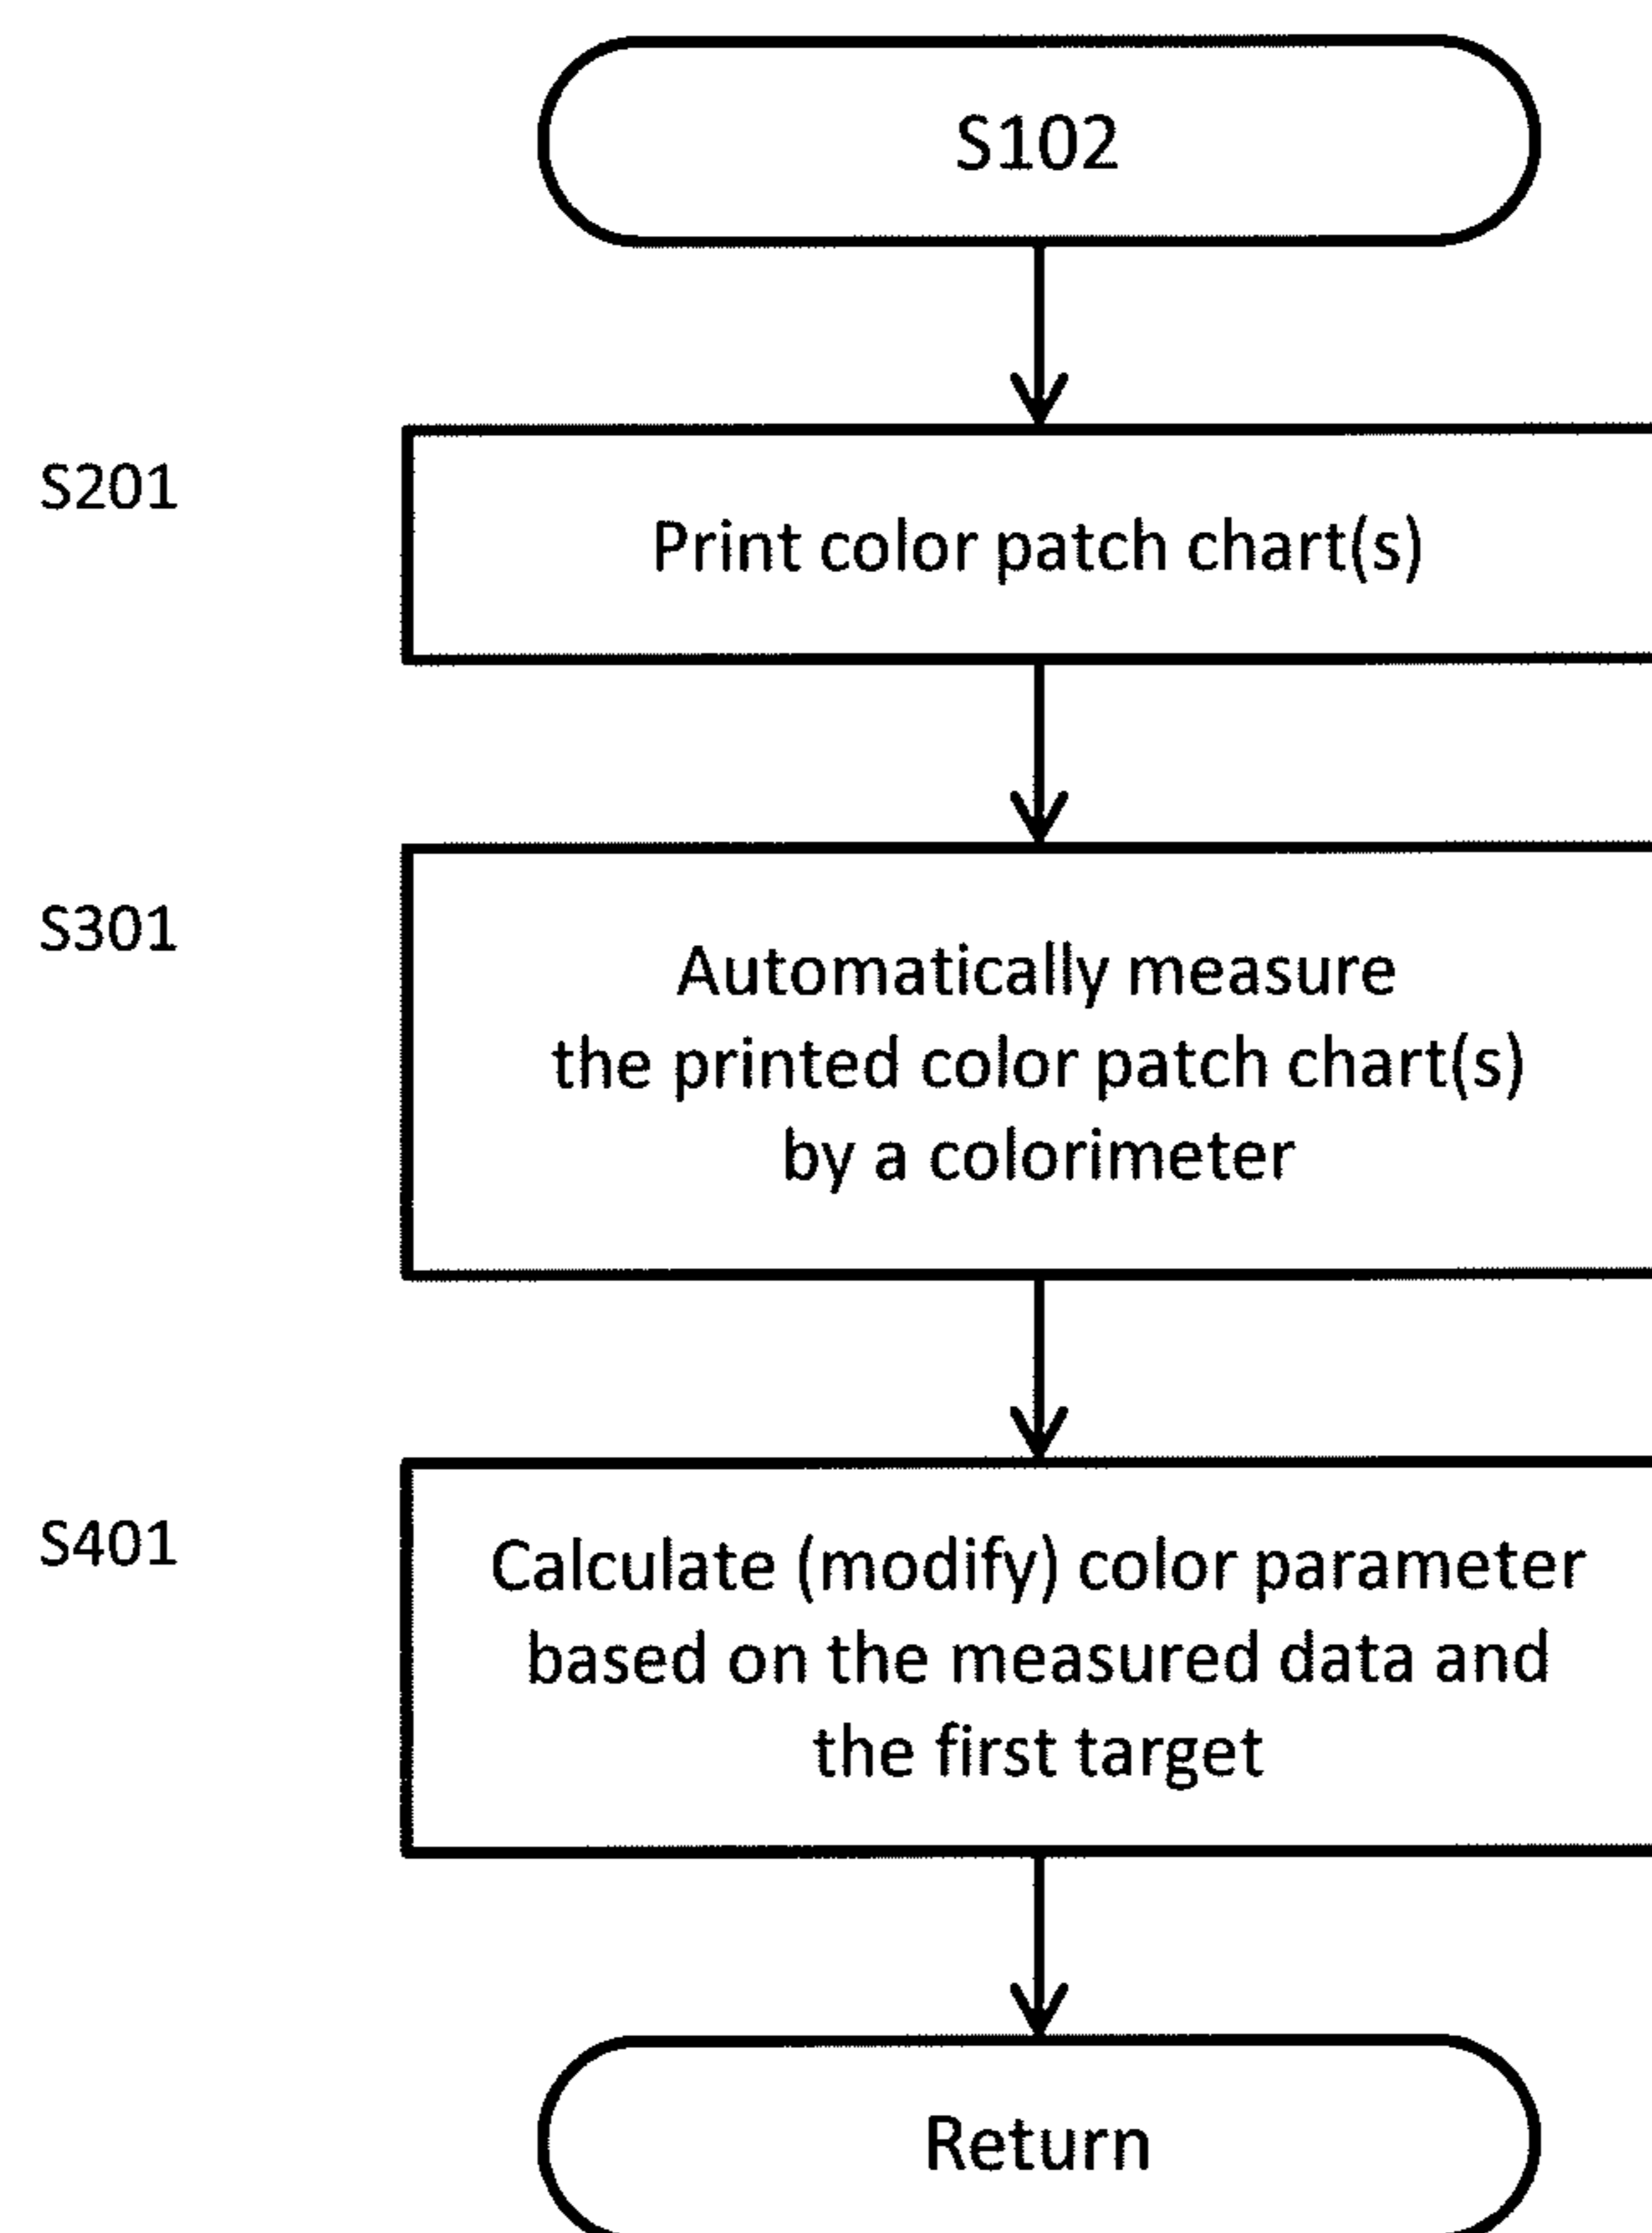 S102
S201
Print color patch chart(s)
S301
Automatically measure
the printed color patch chart(s)
by a colorimeter
S401
Calculate (modify) color parameter
based on the measured data and
the first target
Return